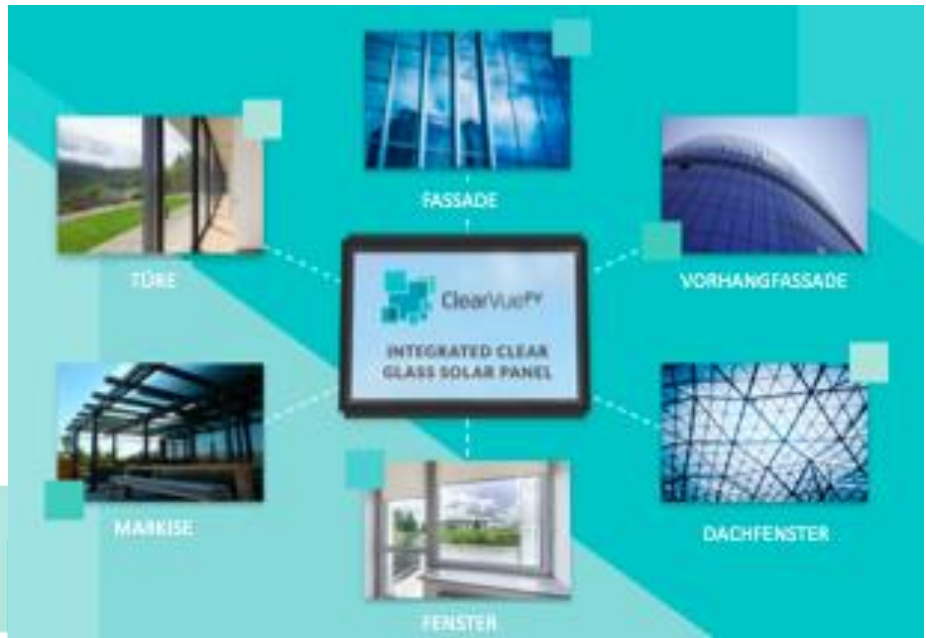 FASSADE
TÜRE
VORHANGFASSADE
ClearVuePV
INTEGRATED CLEAR
GLASS SOLAR PANEL
MARKISE
DACHFENSTER
FENSTER